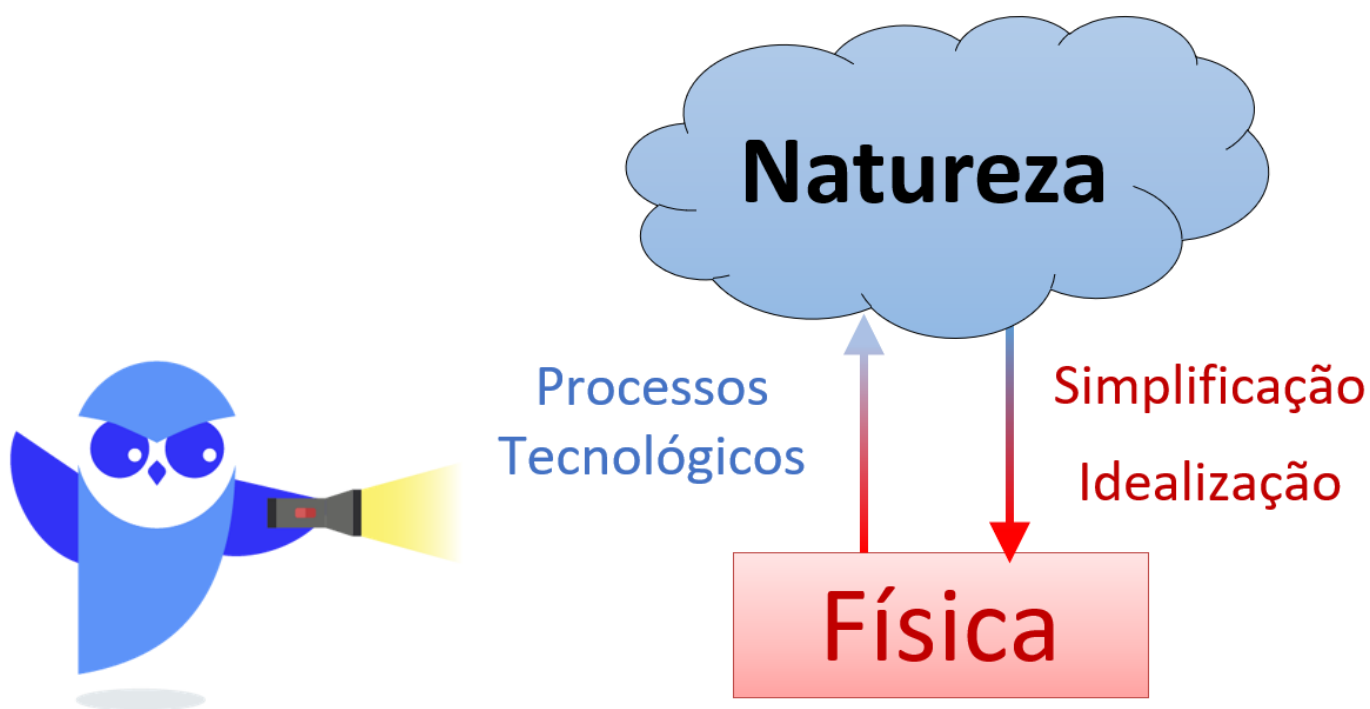 Natureza
Processos
Tecnológicos
Simplificação
Idealização
Física